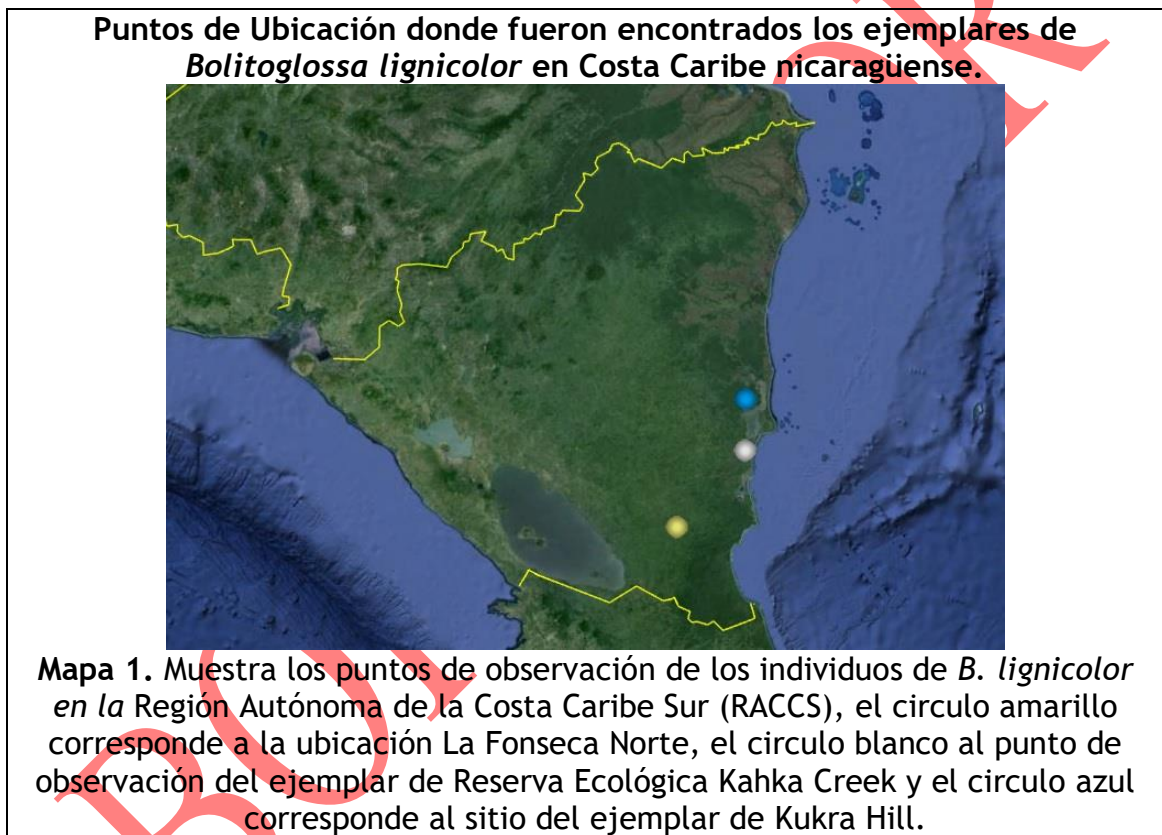 Puntos de Ubicación donde fueron encontrados los ejemplares de
Bolitoglossa lignicolor en Costa Caribe nicaragüense.
Mapa 1. Muestra los puntos de observación de los individuos de B. lignicolor
en la Región Autónoma de la Costa Caribe Sur (RACCS), el circulo amarillo
corresponde a la ubicación La Fonseca Norte, el circulo blanco al punto de
observación del ejemplar de Reserva Ecológica Kahka Creek y el circulo azul
corresponde al sitio del ejemplar de Kukra Hill.